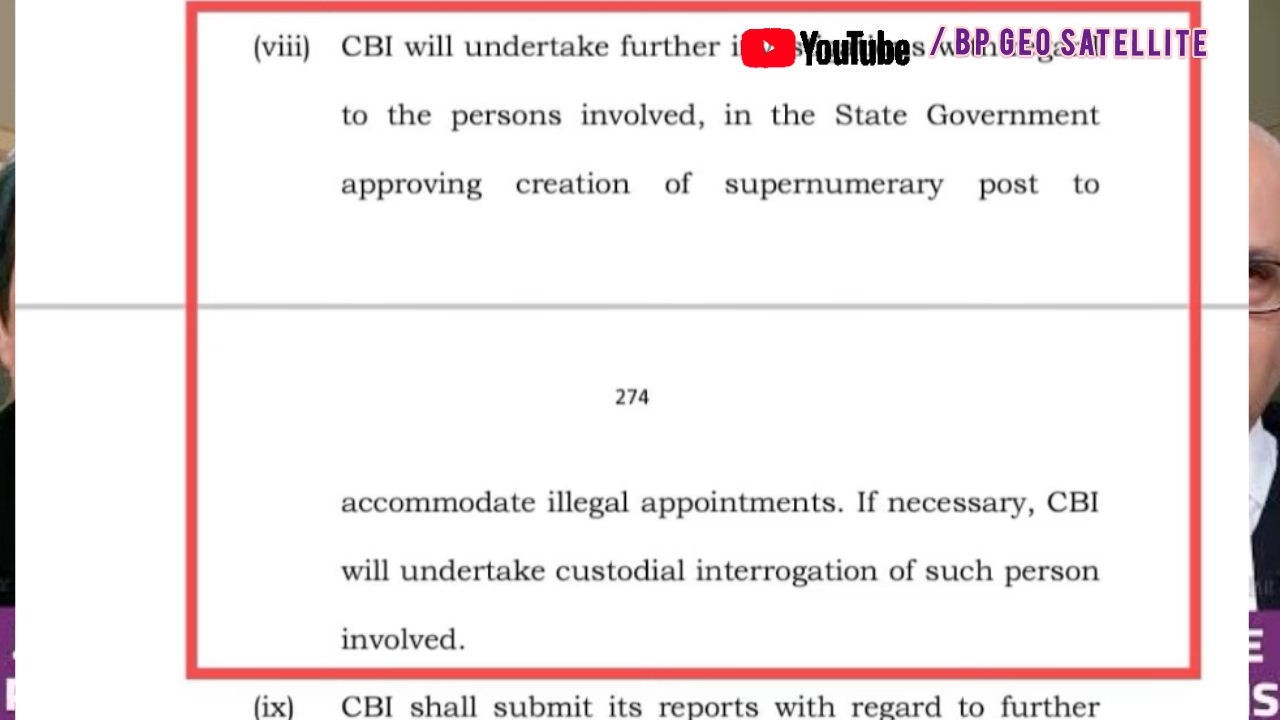 YouTube /BP GEO SATELLITE
(viii) CBI will undertake further
to the persons involved, in the State Government
approving creation of supernumerary post to
274
accommodate illegal appointments. If necessary, CBI
will undertake custodial interrogation of such person
involved.
(ix) CBI shall submit its reports with regard to further